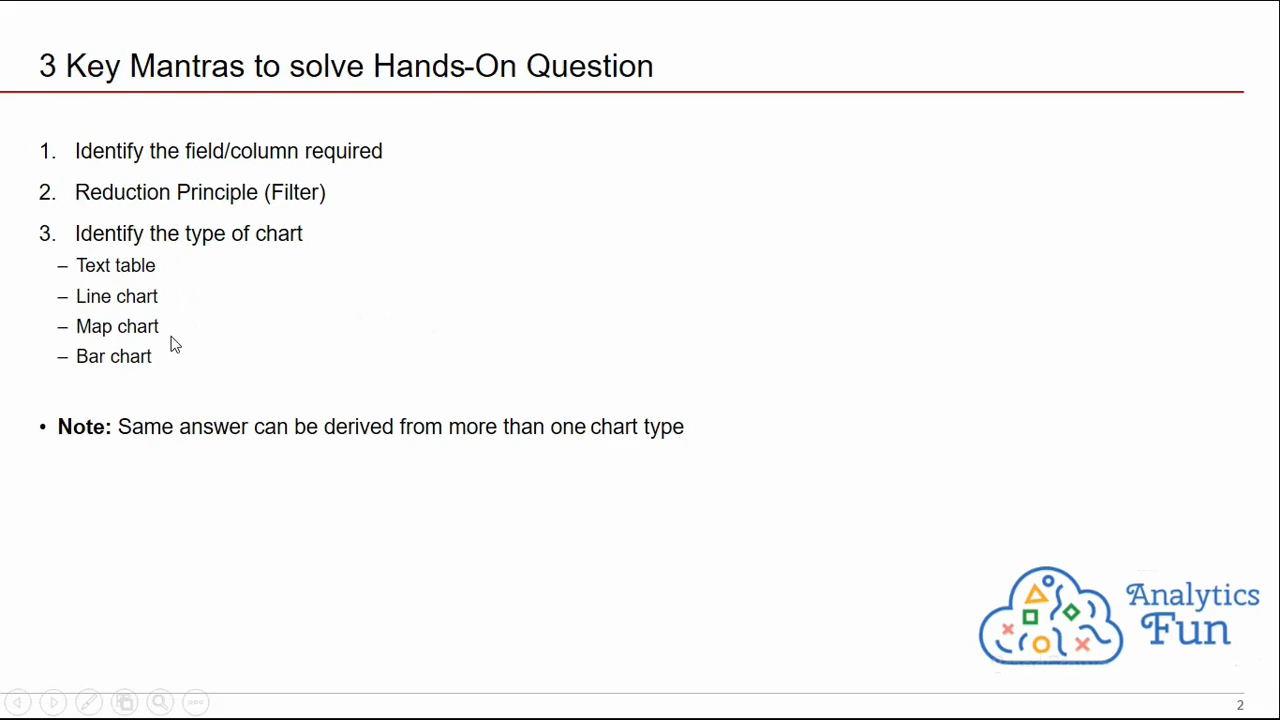 3 Key Mantras to solve Hands-On Question
1. Identify the field/column required
2. Reduction Principle (Filter)
3. Identify the type of chart
– Text table
– Line chart
– Map chart
– Bar chart
• Note: Same answer can be derived from more than one chart type
Analytics
Fun
2